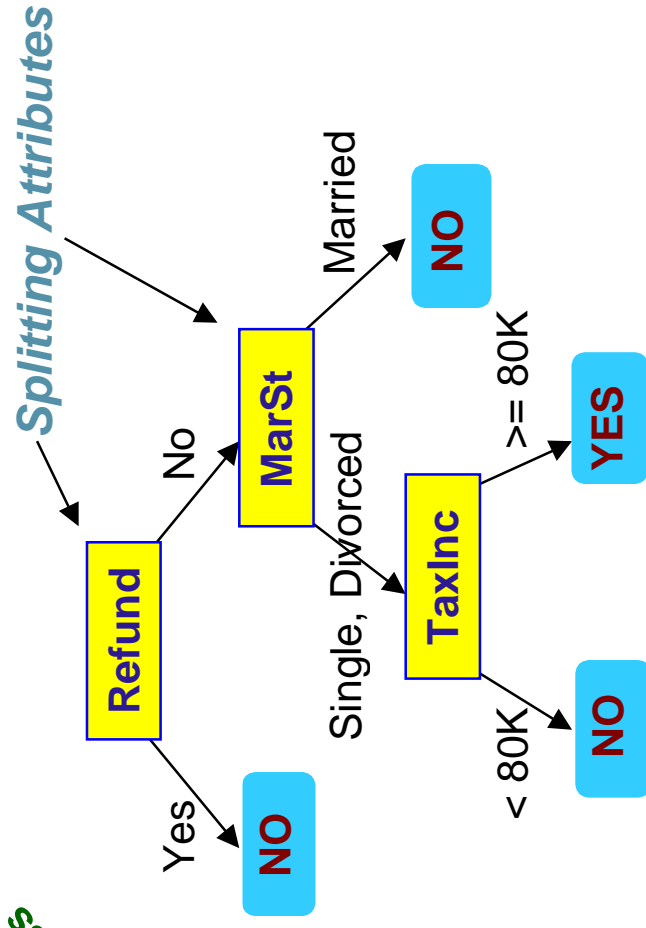 Splitting Attributes
Refund
Yes
No
NO
MarSt
Single, Divorced
Married
TaxInc
NO
< 80K
>= 80K
NO
YES